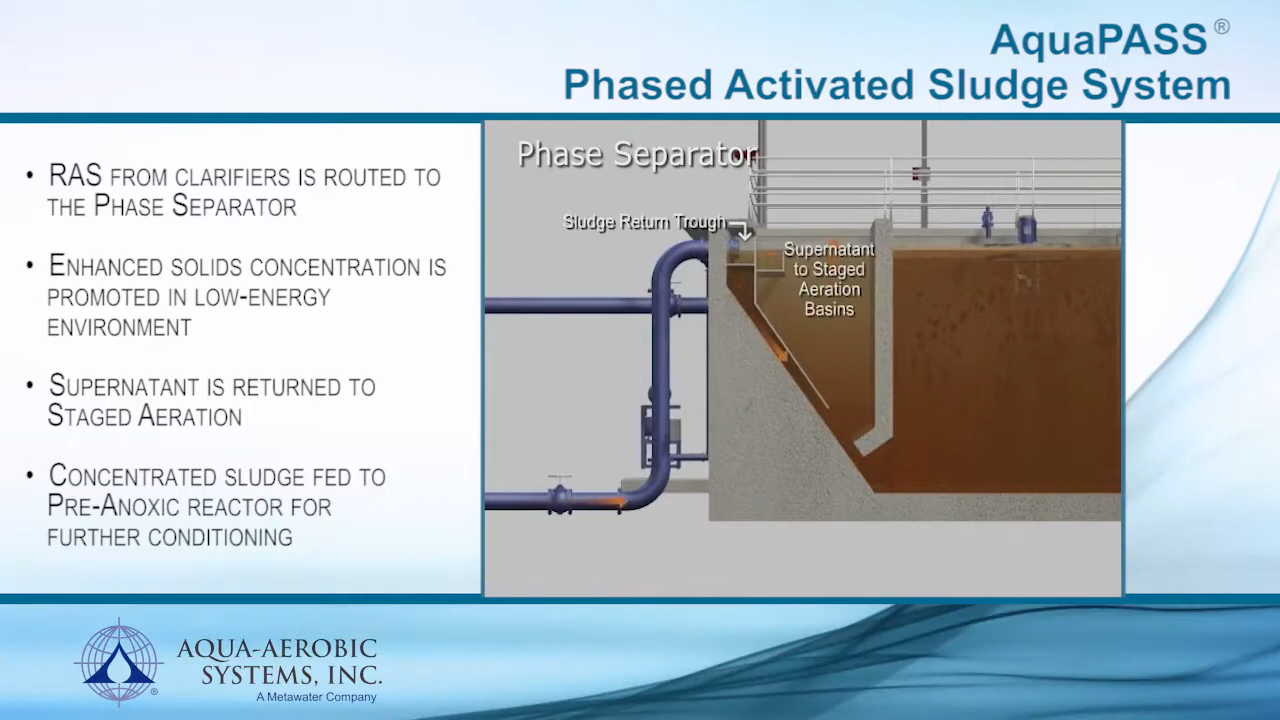 AquaPASS®
Phased Activated Sludge System
• RAS FROM CLARIFIERS IS ROUTED TO
THE PHASE SEPARATOR
• ENHANCED SOLIDS CONCENTRATION IS
PROMOTED IN LOW-ENERGY
ENVIRONMENT
• SUPERNATANT IS RETURNED TO
STAGED AERATION
• CONCENTRATED SLUDGE FED TO
PRE-ANOXIC REACTOR FOR
FURTHER CONDITIONING
Phase Separator
Sludge Return Trough
Supernatant
to Staged
Aeration
Basins
AQUA-AEROBIC
SYSTEMS, INC.
®
A Metawater Company